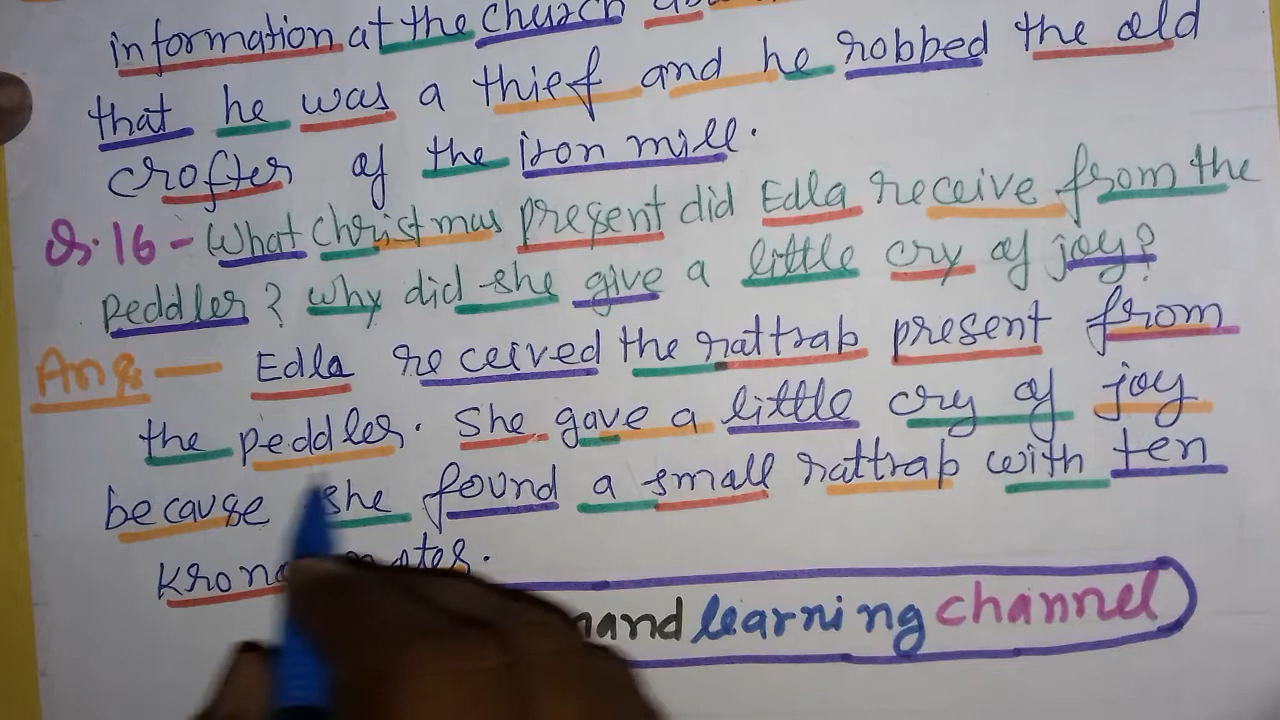 information at the church
that he was a thief and he robbed the old
crofter of the iron mill.
Q.16 - What Christmas present did Edla receive from the
peddler? Why did she give a little cry of joy?
Ans - Edla received the rattrab present from
the peddler. She gave a little cry of joy
because she found a small rattrab with ten
learning channel